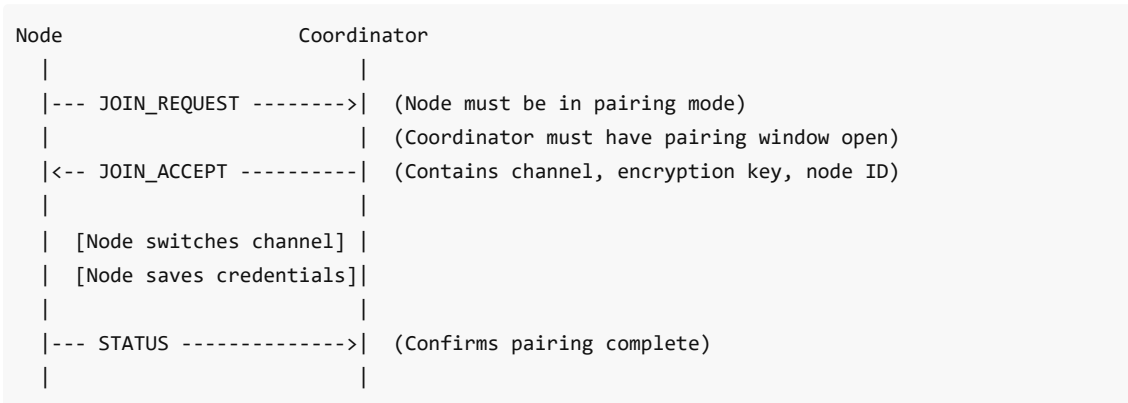 Node                        Coordinator
  |                              |
  |--- JOIN_REQUEST -------->|  (Node must be in pairing mode)
  |                              |  (Coordinator must have pairing window open)
  |<-- JOIN_ACCEPT ----------|  (Contains channel, encryption key, node ID)
  |                              |
  |  [Node switches channel] |
  |  [Node saves credentials]|
  |                              |
  |--- STATUS -------------->|  (Confirms pairing complete)
  |                              |